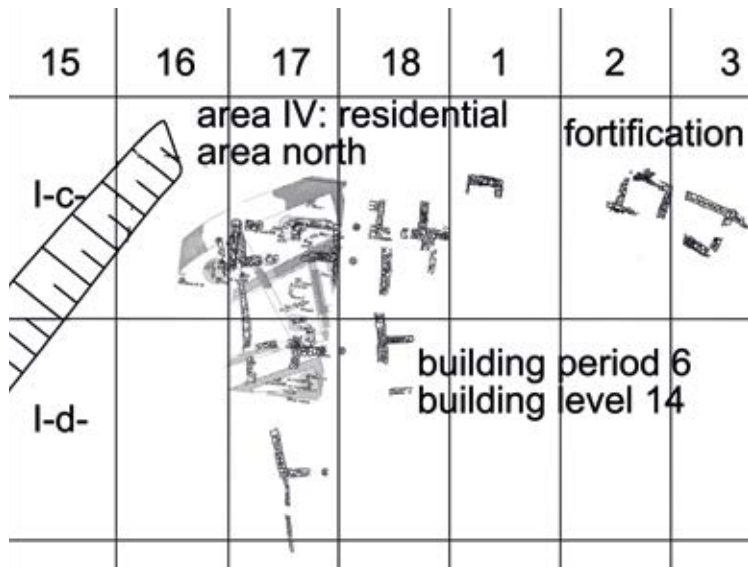 15 16 17 18 1 2 3
area IV: residential
area north
fortification
I-c-
building period 6
building level 14
I-d-